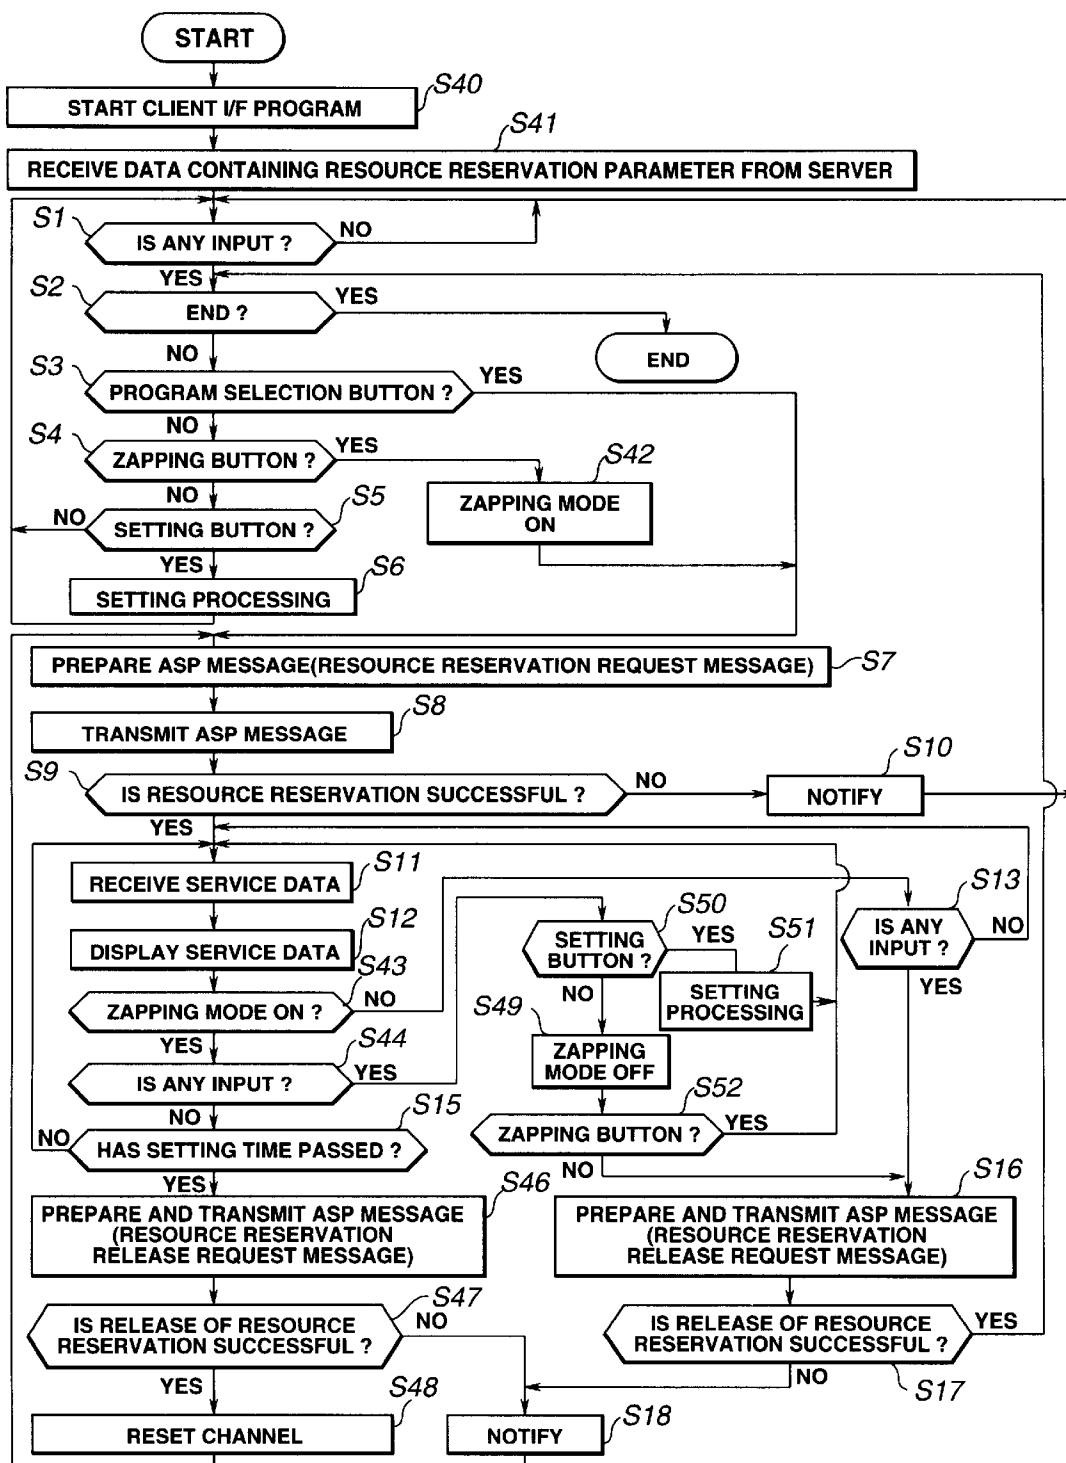 START
S40
START CLIENT I/F PROGRAM
S41
RECEIVE DATA CONTAINING RESOURCE RESERVATION PARAMETER FROM SERVER
S1
IS ANY INPUT ?
NO
YES
S2
END ?
YES
END
NO
S3
PROGRAM SELECTION BUTTON ?
YES
NO
S4
ZAPPING BUTTON ?
YES
S42
ZAPPING MODE
ON
NO
S5
NO
SETTING BUTTON ?
YES
S6
SETTING PROCESSING
PREPARE ASP MESSAGE(RESOURCE RESERVATION REQUEST MESSAGE)
S7
S8
TRANSMIT ASP MESSAGE
S9
IS RESOURCE RESERVATION SUCCESSFUL ?
NO
S10
NOTIFY
YES
S11
RECEIVE SERVICE DATA
S12
DISPLAY SERVICE DATA
S43
ZAPPING MODE ON ?
NO
YES
S44
IS ANY INPUT ?
YES
NO
S15
NO
HAS SETTING TIME PASSED ?
YES
S50
SETTING
BUTTON ?
YES
S51
SETTING
PROCESSING
NO
S49
ZAPPING
MODE OFF
S52
ZAPPING BUTTON ?
YES
NO
S13
IS ANY
INPUT ?
NO
YES
S46
PREPARE AND TRANSMIT ASP MESSAGE
(RESOURCE RESERVATION
RELEASE REQUEST MESSAGE)
S16
PREPARE AND TRANSMIT ASP MESSAGE
(RESOURCE RESERVATION
RELEASE REQUEST MESSAGE)
S47
IS RELEASE OF RESOURCE
RESERVATION SUCCESSFUL ?
NO
YES
IS RELEASE OF RESOURCE
RESERVATION SUCCESSFUL ?
YES
NO
S17
S48
RESET CHANNEL
S18
NOTIFY